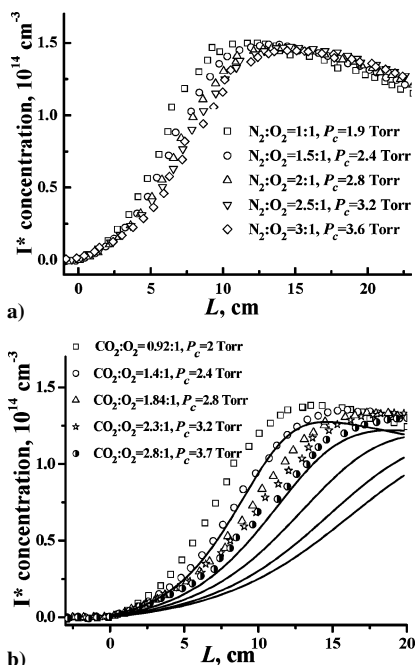 1.5
1.0
0.5
0.0
I* concentration, 10¹⁴ cm⁻³
N₂:O₂=1:1, Pc=1.9 Torr
N₂:O₂=1.5:1, Pc=2.4 Torr
N₂:O₂=2:1, Pc=2.8 Torr
N₂:O₂=2.5:1, Pc=3.2 Torr
N₂:O₂=3:1, Pc=3.6 Torr
0 5 10 15 20
L, cm
a)
CO₂:O₂=0.92:1, Pc=2 Torr
CO₂:O₂=1.4:1, Pc=2.4 Torr
CO₂:O₂=1.84:1, Pc=2.8 Torr
CO₂:O₂=2.3:1, Pc=3.2 Torr
CO₂:O₂=2.8:1, Pc=3.7 Torr
1.5
1.0
0.5
0.0
I* concentration, 10¹⁴ cm⁻³
0 5 10 15 20
L, cm
b)